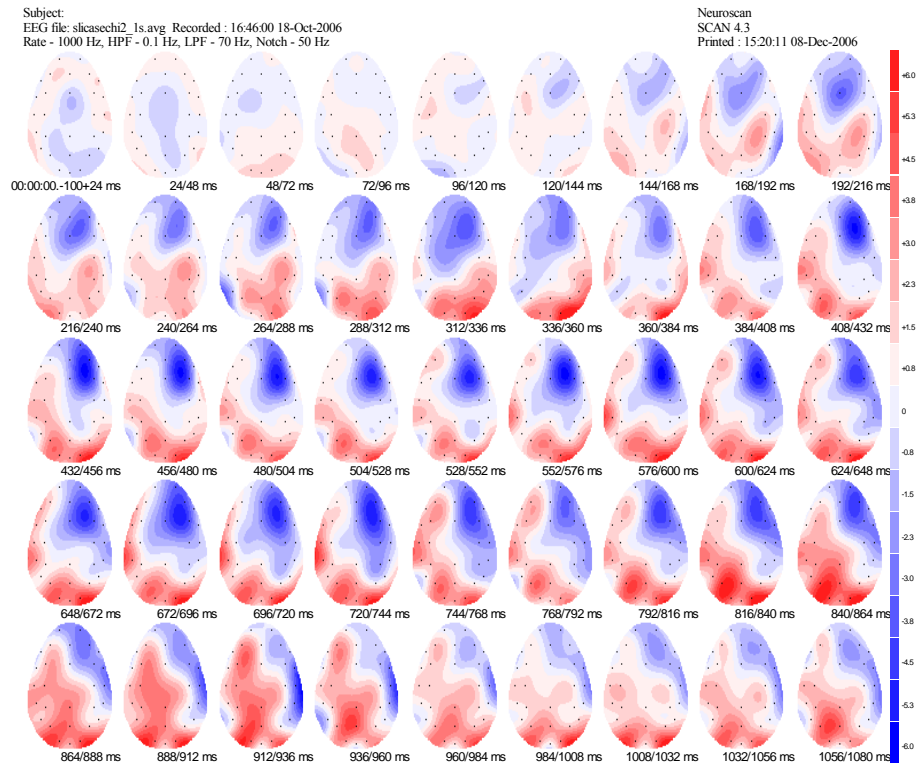 Subject:
EEG file: slicasechi2_1s.avg Recorded : 16:46:00 18-Oct-2006
Rate - 1000 Hz, HPF - 0.1 Hz, LPF - 70 Hz, Notch - 50 Hz
Neuroscan
SCAN 4.3
Printed : 15:20:11 08-Dec-2006
00:00:00.-100+24 ms 24/48 ms 48/72 ms 72/96 ms 96/120 ms 120/144 ms 144/168 ms 168/192 ms 192/216 ms
216/240 ms 240/264 ms 264/288 ms 288/312 ms 312/336 ms 336/360 ms 360/384 ms 384/408 ms 408/432 ms
432/456 ms 456/480 ms 480/504 ms 504/528 ms 528/552 ms 552/576 ms 576/600 ms 600/624 ms 624/648 ms
648/672 ms 672/696 ms 696/720 ms 720/744 ms 744/768 ms 768/792 ms 792/816 ms 816/840 ms 840/864 ms
864/888 ms 888/912 ms 912/936 ms 936/960 ms 960/984 ms 984/1008 ms 1008/1032 ms 1032/1056 ms 1056/1080 ms
+6.0
+5.3
+4.5
+3.8
+3.0
+2.3
+1.5
+0.8
0
-0.8
-1.5
-2.3
-3.0
-3.8
-4.5
-5.3
-6.0